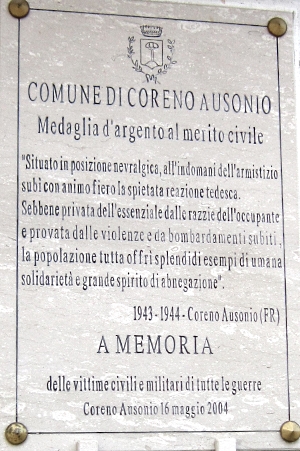 COMUNE DI CORENO AUSONIO
Medaglia d'argento al merito civile
"Situato in posizione nevralgica, all'indomani dell'armistizio
subì con animo fiero la spietata reazione tedesca.
Sebbene privata dell'essenziale dalle razzie dell'occupante
e provata dalle violenze e da bombardamenti subiti,
la popolazione tutta offrì splendidi esempi di umana
solidarietà e grande spirito di abnegazione".
1943-1944 - Coreno Ausonio (FR)
A MEMORIA
delle vittime civili e militari di tutte le guerre
Coreno Ausonio 16 maggio 2004